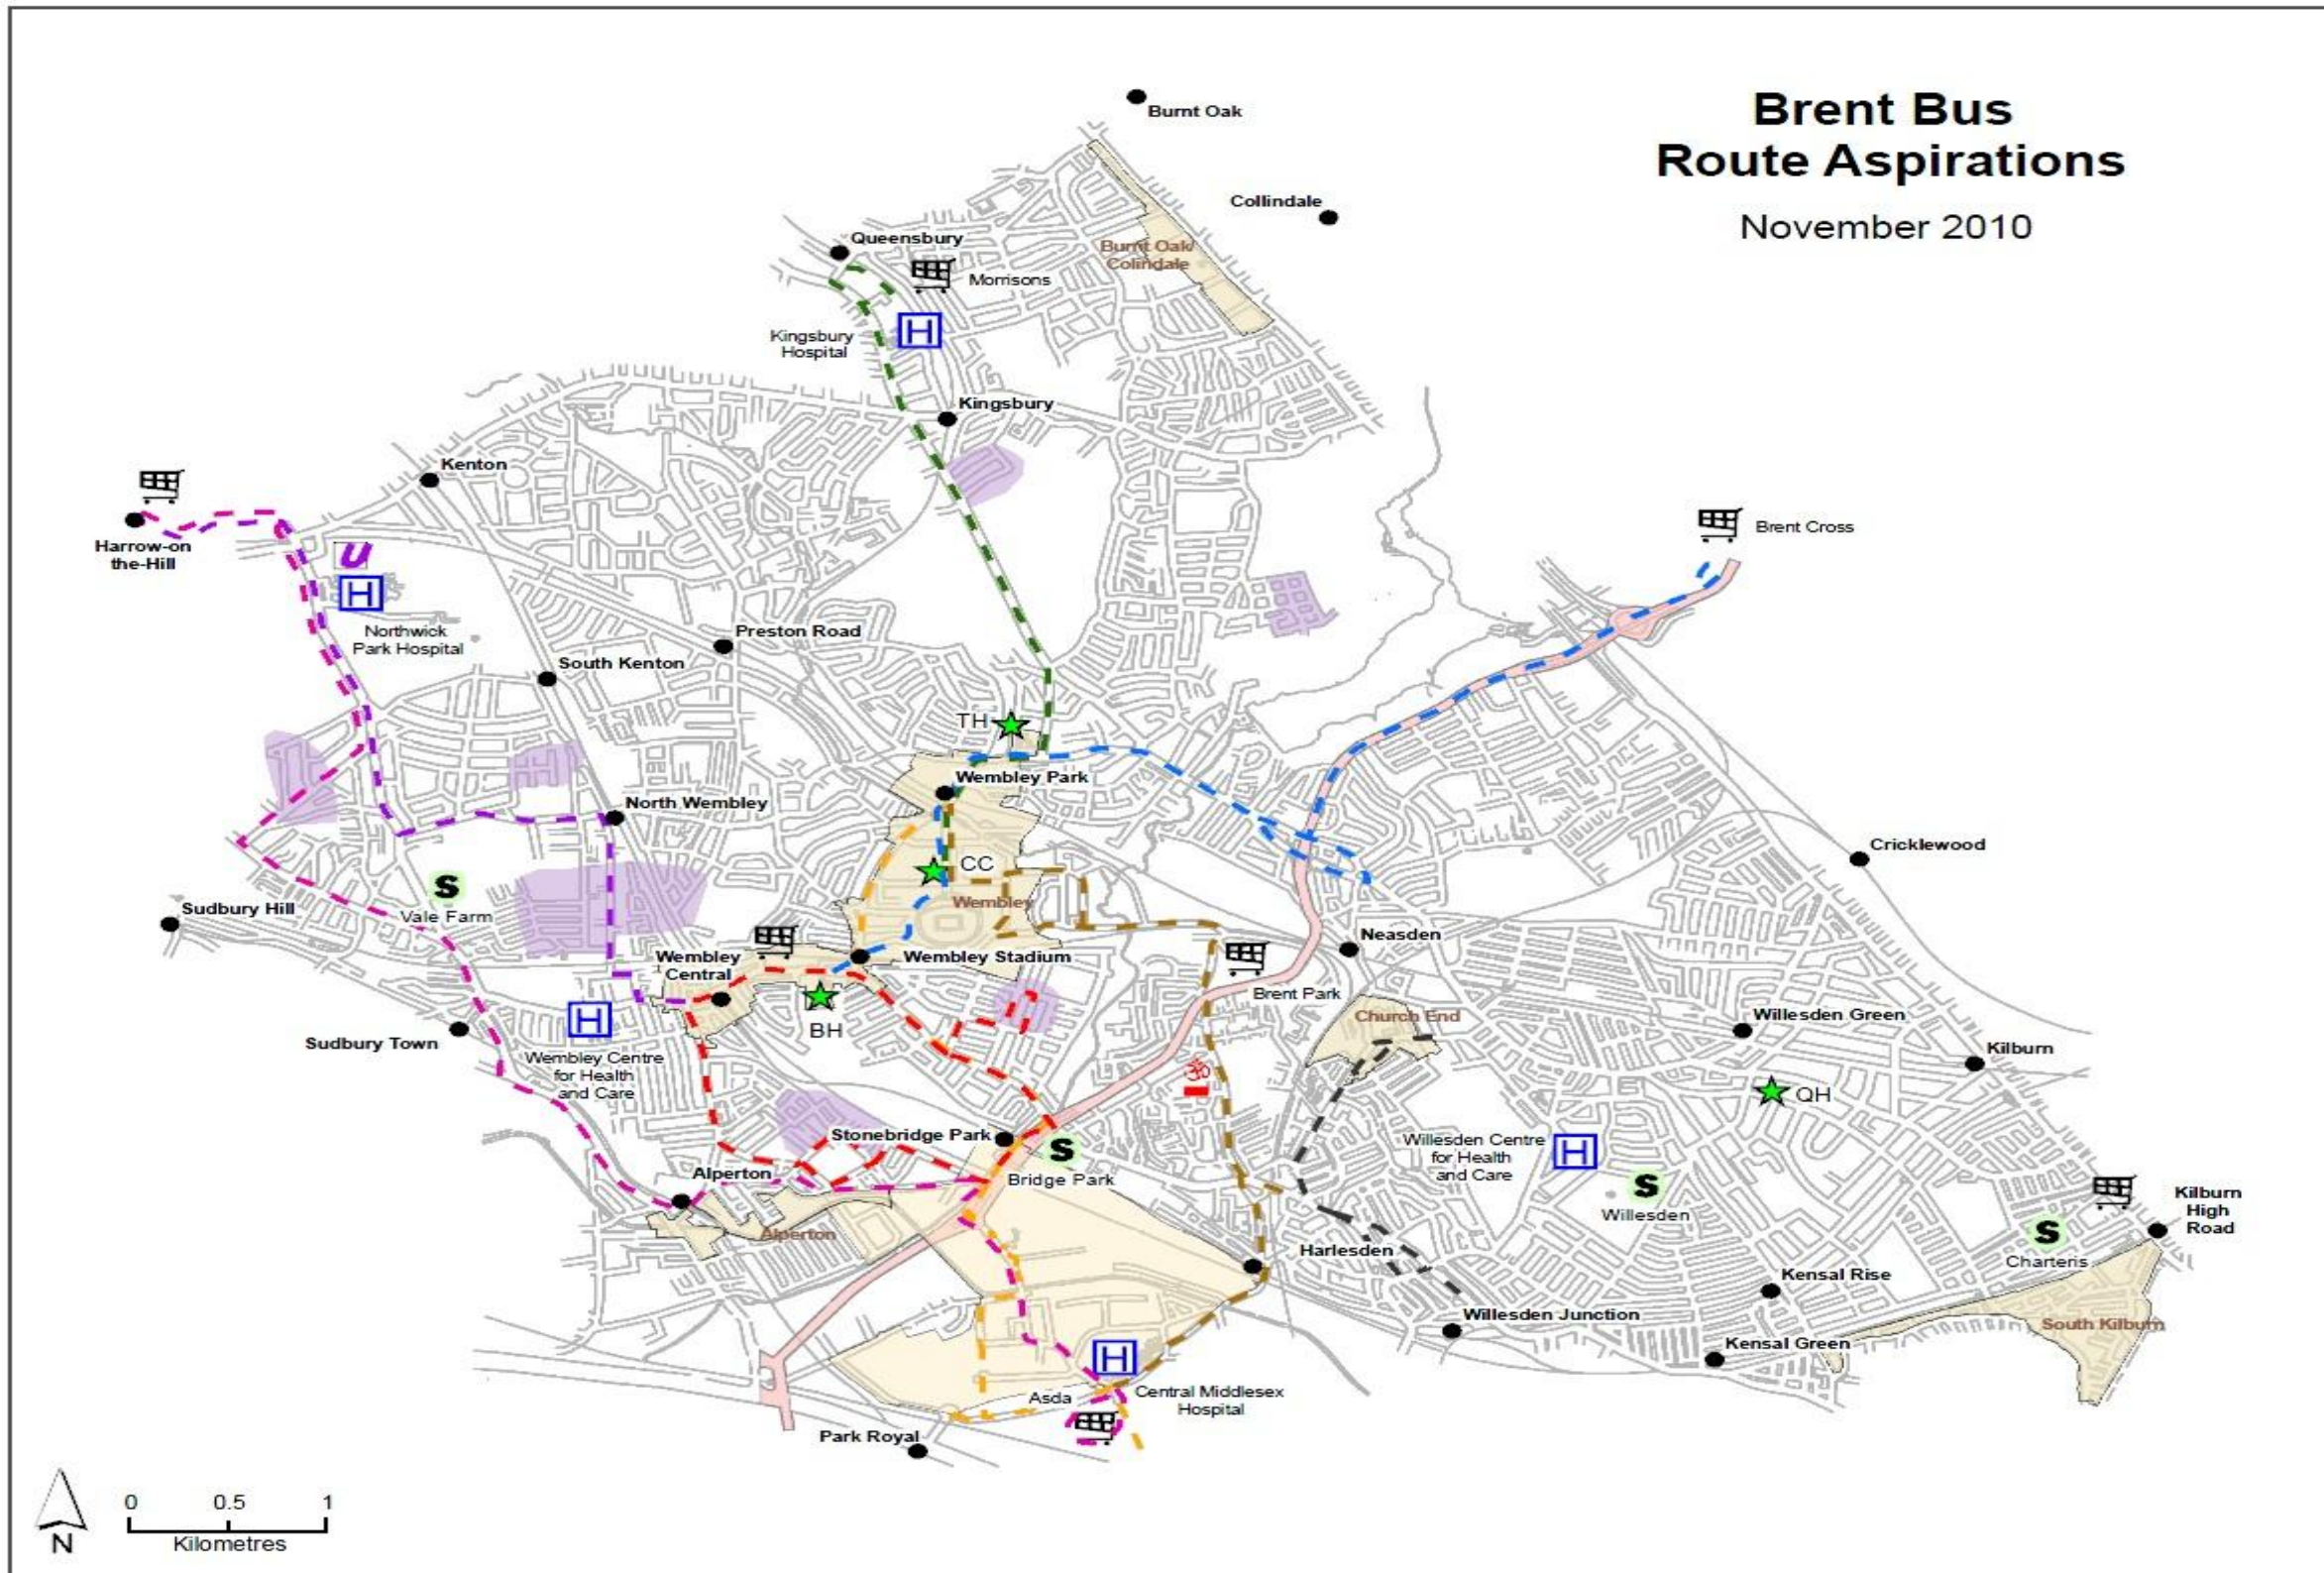 Brent Bus
Route Aspirations
November 2010
Burnt Oak
Collindale
Queensbury
Burnt Oak/
Colindale
Morrisons
Kingsbury
Hospital
H
Kingsbury
Kenton
Harrow-on
the-Hill
U
H
Northwick
Park Hospital
Brent Cross
Preston Road
South Kenton
TH
Wembley Park
North Wembley
CC
Cricklewood
S
Vale Farm
Sudbury Hill
Wembley
Wembley
Central
Wembley Stadium
Neasden
Brent Park
Church End
Willesden Green
Kilburn
H
BH
Sudbury Town
Wembley Centre
for Health
and Care
ॐ
QH
Stonebridge Park
S
Bridge Park
Willesden Centre
for Health
and Care
H
Alperton
S
Willesden
Alperton
Kilburn
High
Road
S
Charteris
Harlesden
Kensal Rise
Willesden Junction
South Kilburn
Kensal Green
H
Asda
Central Middlesex
Hospital
Park Royal
N
0 0.5 1
Kilometres